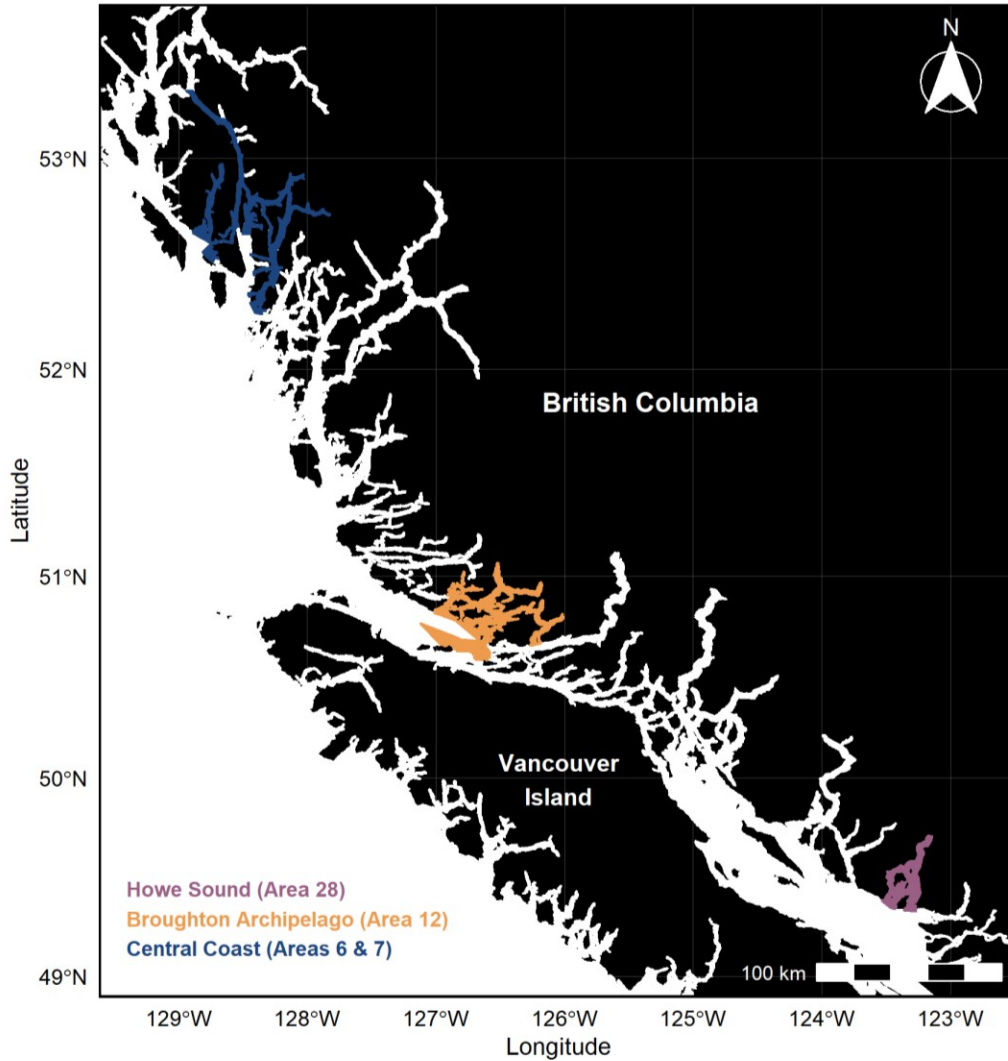 N
53°N
52°N
51°N
50°N
49°N
Latitude
British Columbia
Vancouver
Island
Howe Sound (Area 28)
Broughton Archipelago (Area 12)
Central Coast (Areas 6 & 7)
100 km
129°W 128°W 127°W 126°W 125°W 124°W 123°W
Longitude